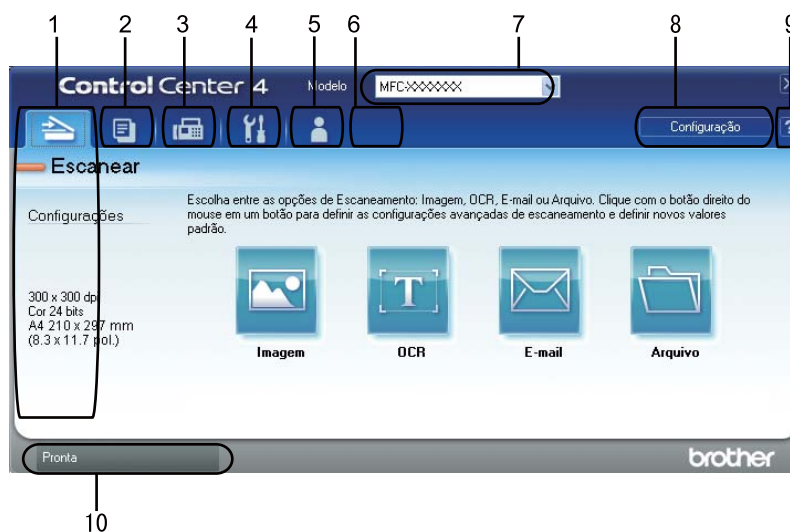 1 2 3 4 5 6 7 8 9
Control Center 4
Modelo
MFC-XXXXXXX
Configuração
?
Escanear
Configurações
Escolha entre as opções de Escaneamento: Imagem, OCR, E-mail ou Arquivo. Clique com o botão direito do
mouse em um botão para definir as configurações avançadas de escaneamento e definir novos valores
padrão.
300 x 300 dpi
Cor 24 bits
A4 210 x 297 mm
(8.3 x 11.7 pol.)
T
Imagem
OCR
E-mail
Arquivo
Pronta
brother
10